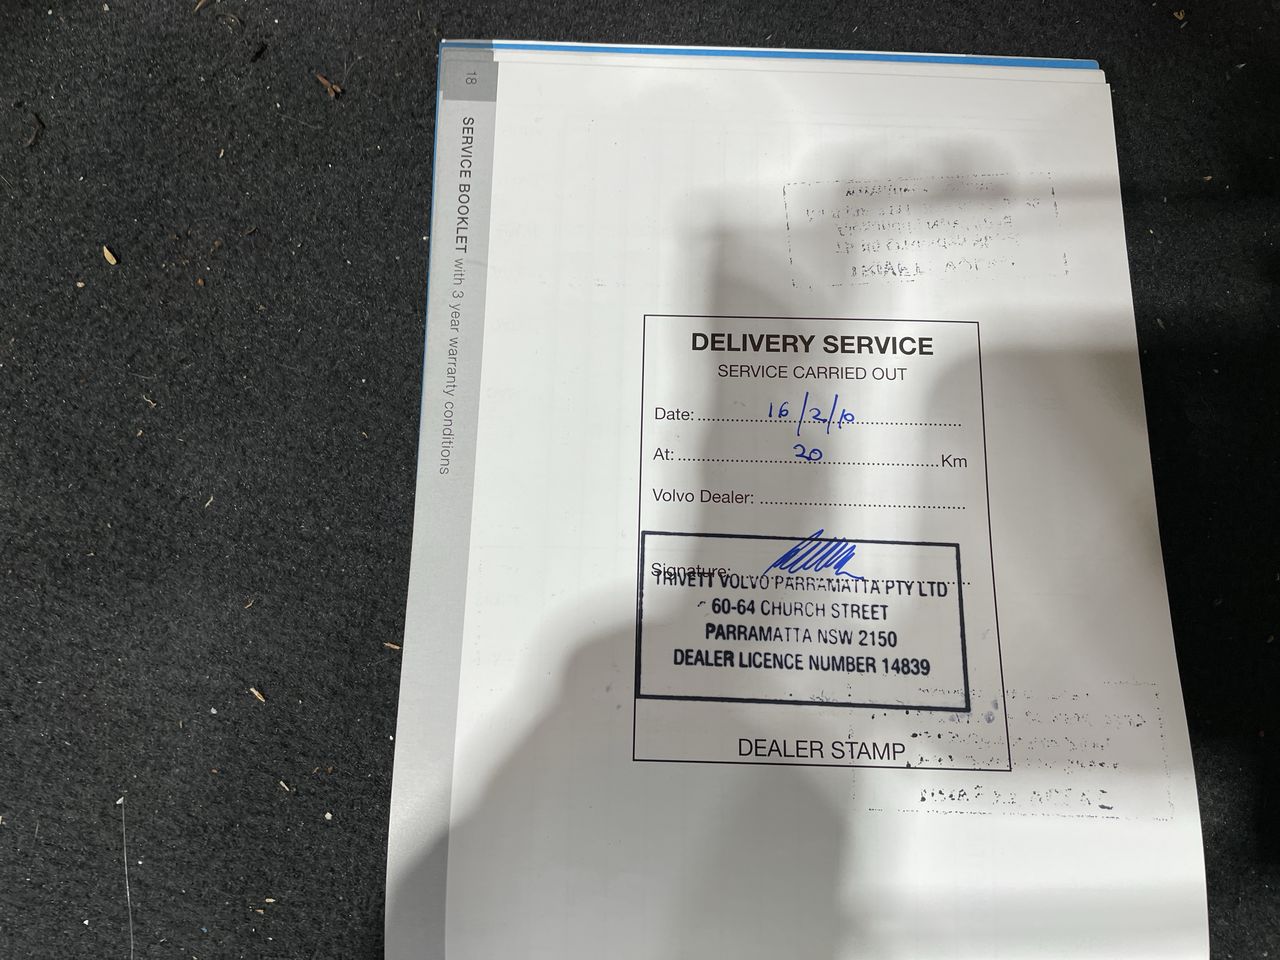 18
SERVICE BOOKLET with 3 year warranty conditions
DELIVERY SERVICE
SERVICE CARRIED OUT
Date: 16/2/10
At: 20 Km
Volvo Dealer:
Signature:
TRIVETT VOLVO PARRAMATTA PTY LTD
60-64 CHURCH STREET
PARRAMATTA NSW 2150
DEALER LICENCE NUMBER 14839
DEALER STAMP